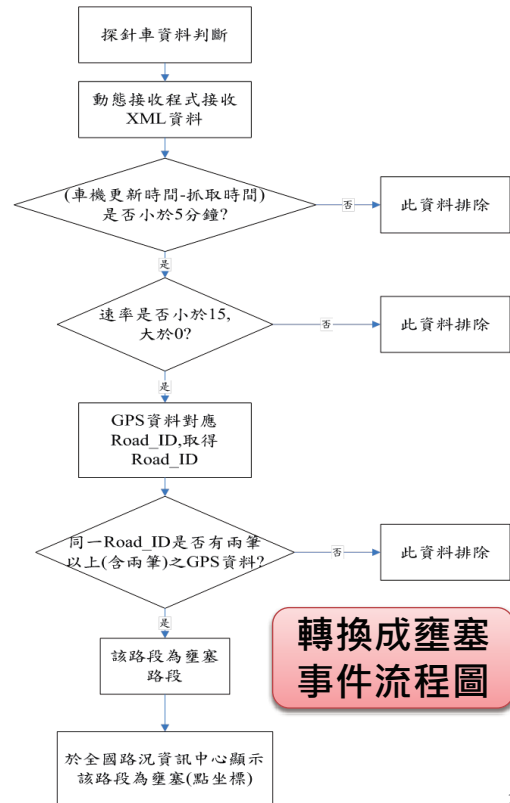 探針車資料判斷
動態接收程式接收
XML資料
(車機更新時間-抓取時間)
是否小於5分鐘?
否
此資料排除
是
速率是否小於15,
大於0?
否
此資料排除
是
GPS資料對應
Road_ID,取得
Road_ID
同一Road_ID是否有兩筆
以上(含兩筆)之GPS資料?
否
此資料排除
是
該路段為壅塞
路段
轉換成壅塞
事件流程圖
於全國路況資訊中心顯示
該路段為壅塞(點坐標)